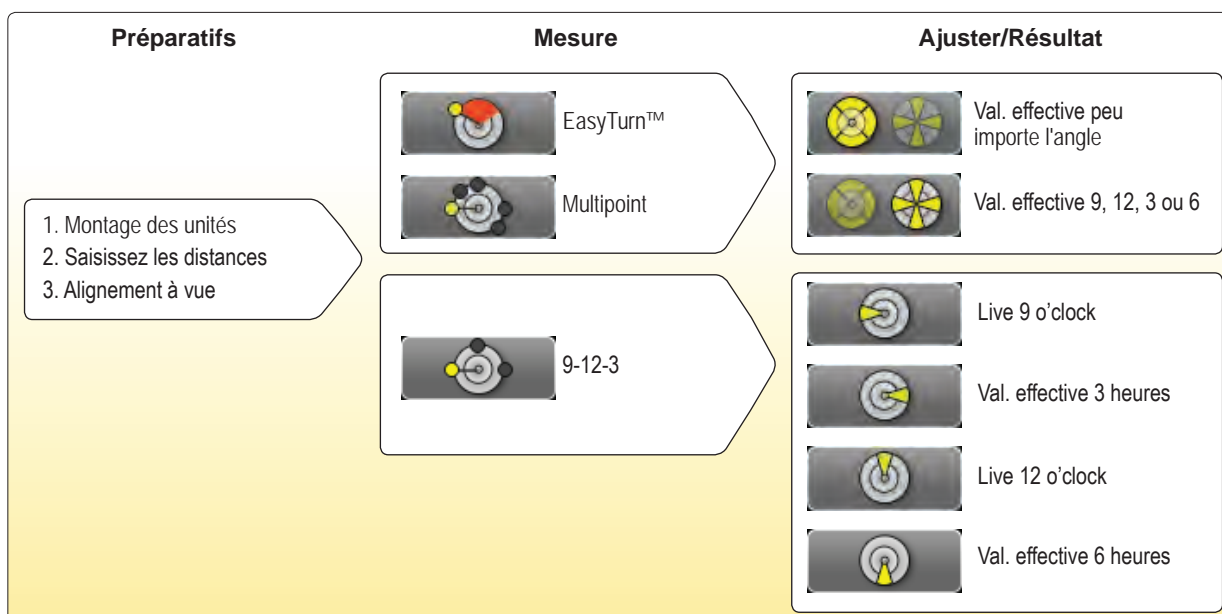 Préparatifs
Mesure
Ajuster/Résultat
1. Montage des unités
2. Saisissez les distances
3. Alignement à vue
EasyTurn™
Multipoint
9-12-3
Val. effective peu
importe l'angle
Val. effective 9, 12, 3 ou 6
Live 9 o’clock
Val. effective 3 heures
Live 12 o’clock
Val. effective 6 heures